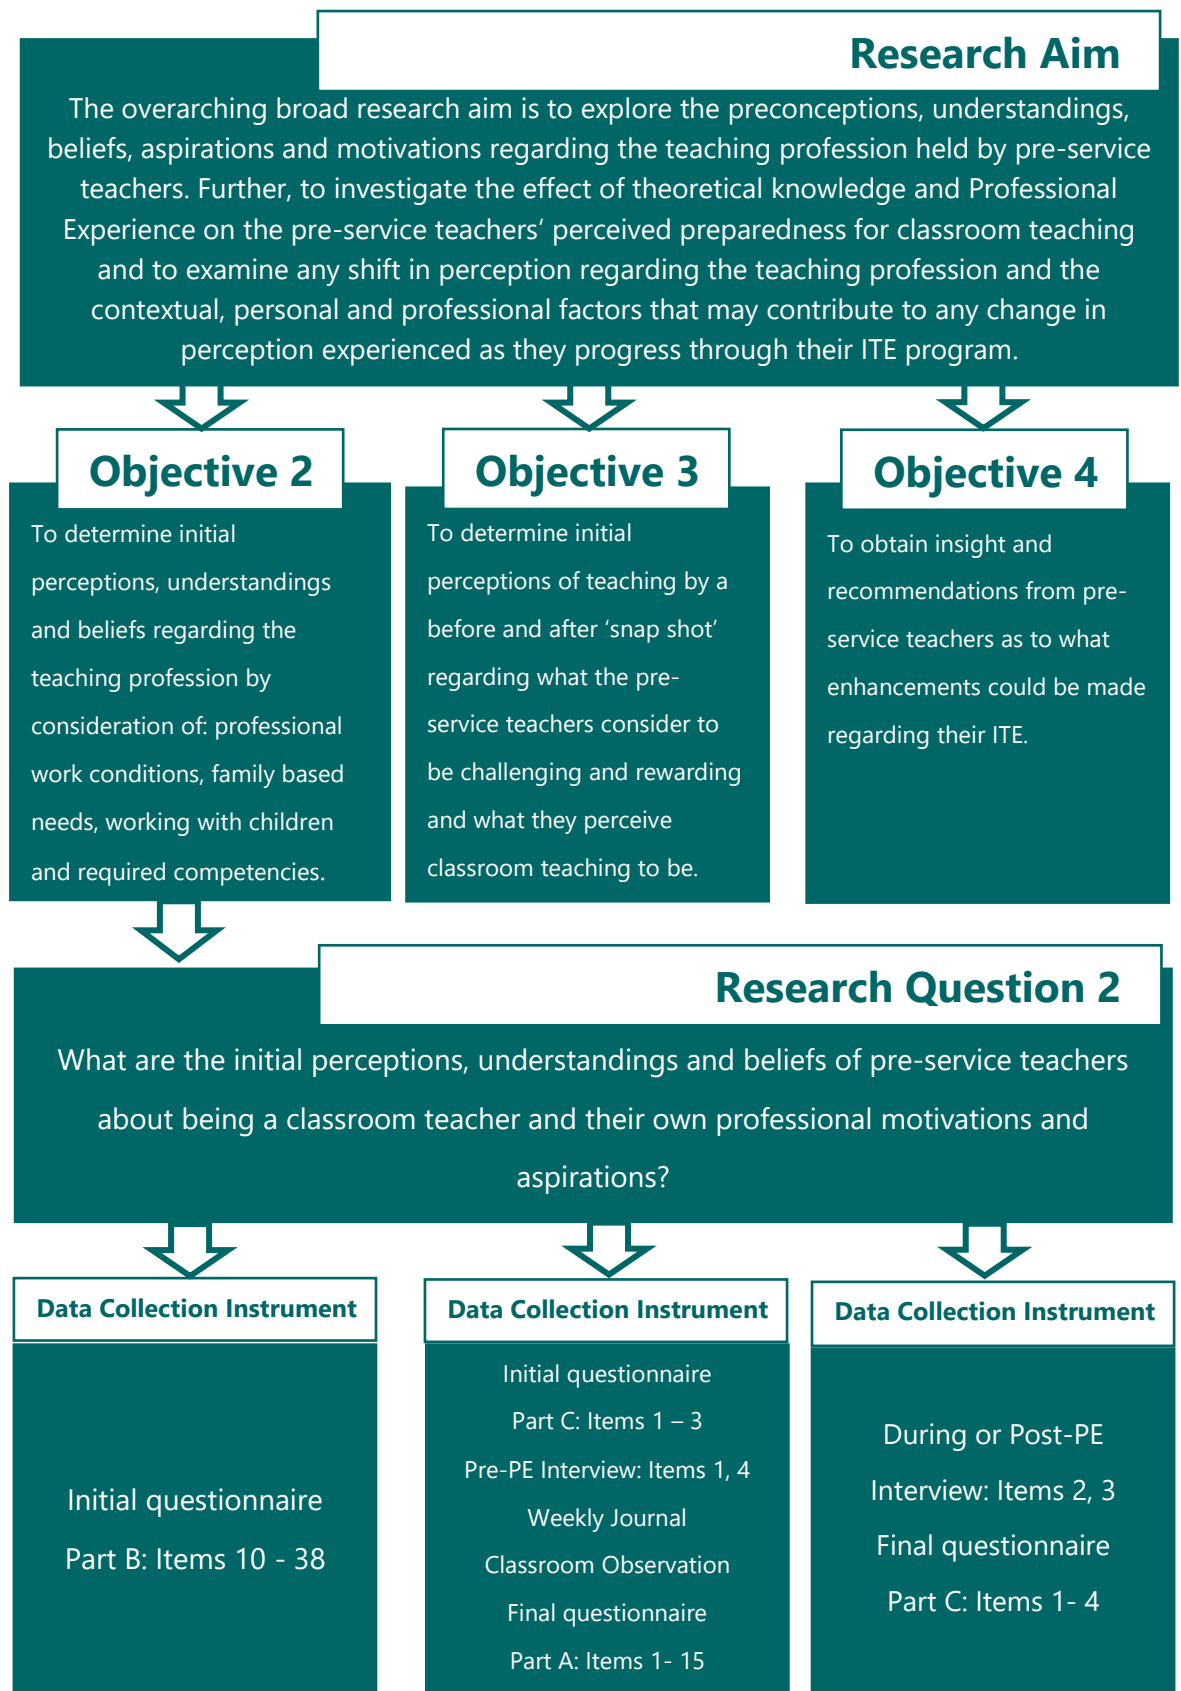 Research Aim
The overarching broad research aim is to explore the preconceptions, understandings,
beliefs, aspirations and motivations regarding the teaching profession held by pre-service
teachers. Further, to investigate the effect of theoretical knowledge and Professional
Experience on the pre-service teachers’ perceived preparedness for classroom teaching
and to examine any shift in perception regarding the teaching profession and the
contextual, personal and professional factors that may contribute to any change in
perception experienced as they progress through their ITE program.
Objective 2
To determine initial
perceptions, understandings
and beliefs regarding the
teaching profession by
consideration of: professional
work conditions, family based
needs, working with children
and required competencies.
Objective 3
To determine initial
perceptions of teaching by a
before and after ‘snap shot’
regarding what the pre-
service teachers consider to
be challenging and rewarding
and what they perceive
classroom teaching to be.
Objective 4
To obtain insight and
recommendations from pre-
service teachers as to what
enhancements could be made
regarding their ITE.
Research Question 2
What are the initial perceptions, understandings and beliefs of pre-service teachers
about being a classroom teacher and their own professional motivations and
aspirations?
Data Collection Instrument
Initial questionnaire
Part B: Items 10 - 38
Data Collection Instrument
Initial questionnaire
Part C: Items 1 – 3
Pre-PE Interview: Items 1, 4
Weekly Journal
Classroom Observation
Final questionnaire
Part A: Items 1- 15
Data Collection Instrument
During or Post-PE
Interview: Items 2, 3
Final questionnaire
Part C: Items 1- 4